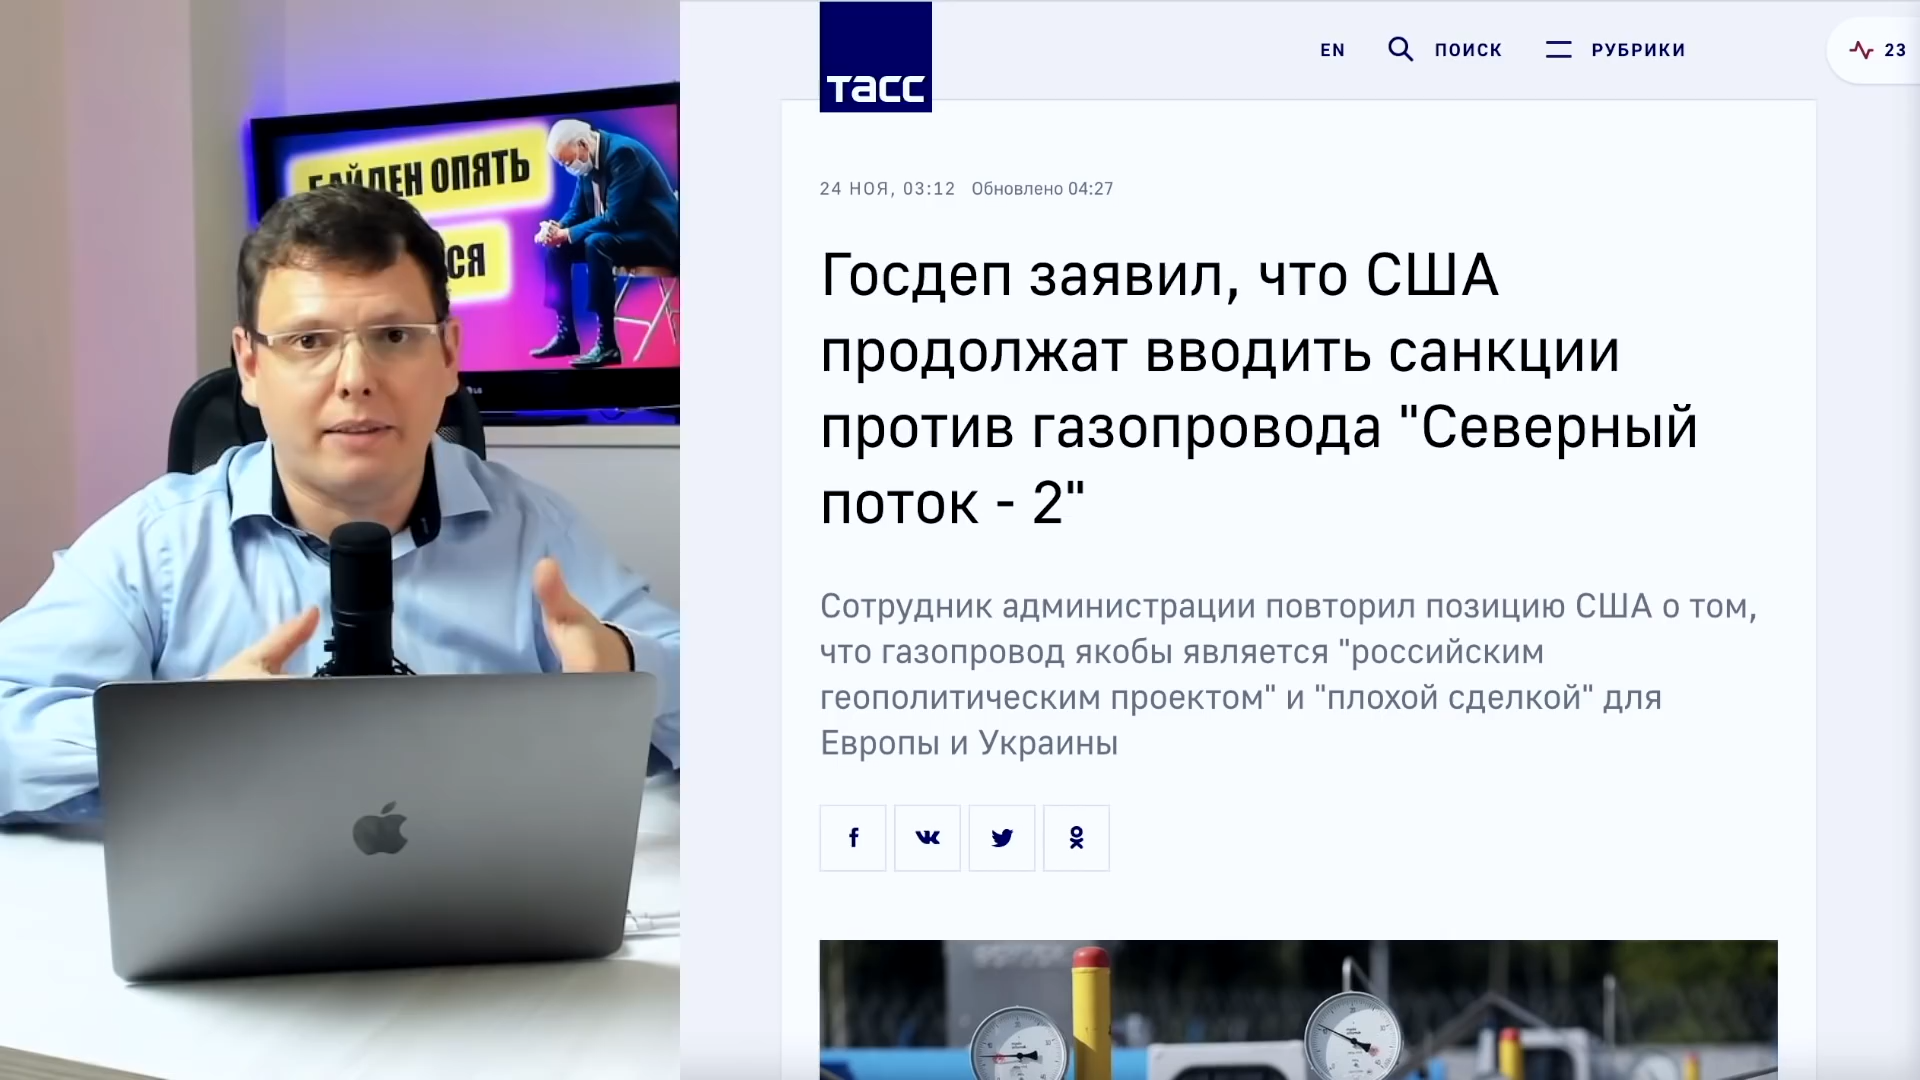 БАЙДЕН ОПЯТЬ
СЯ
LG
ТАСС
EN
ПОИСК
РУБРИКИ
23
24 НОЯ, 03:12 Обновлено 04:27
Госдеп заявил, что США
продолжат вводить санкции
против газопровода "Северный
поток - 2"
Сотрудник администрации повторил позицию США о том,
что газопровод якобы является "российским
геополитическим проектом" и "плохой сделкой" для
Европы и Украины